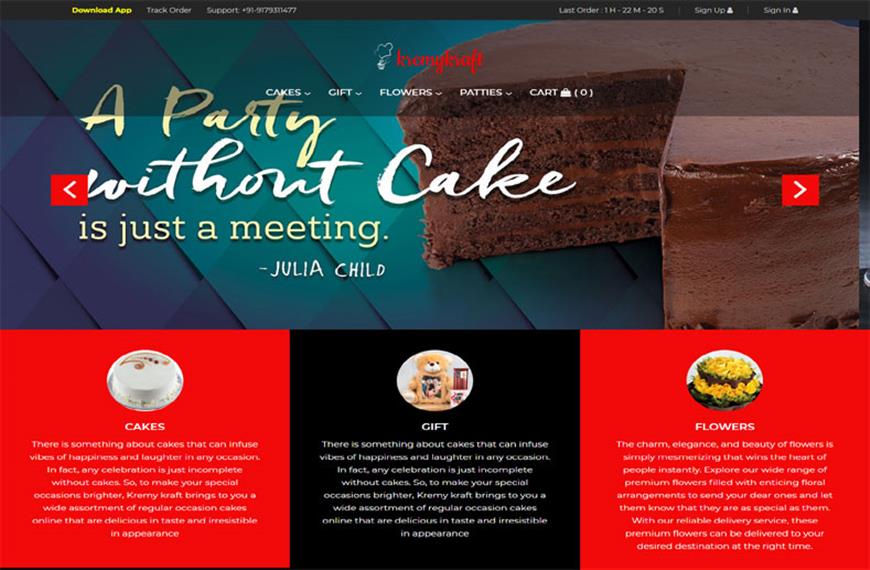 Download App Track Order Support: +91-9179311477 Last Order : 1 H - 22 M - 20 S Sign Up Sign In
kremykraft
CAKES GIFT FLOWERS PATTIES CART ( 0 )
A Party
without Cake
is just a meeting.
-JULIA CHILD
CAKES
There is something about cakes that can infuse
vibes of happiness and laughter in any occasion.
In fact, any celebration is just incomplete
without cakes. So, to make your special
occasions brighter, Kremy kraft brings to you a
wide assortment of regular occasion cakes
online that are delicious in taste and irresistible
in appearance
GIFT
There is something about cakes that can infuse
vibes of happiness and laughter in any occasion.
In fact, any celebration is just incomplete
without cakes. So, to make your special
occasions brighter, Kremy kraft brings to you a
wide assortment of regular occasion cakes
online that are delicious in taste and irresistible
in appearance
FLOWERS
The charm, elegance, and beauty of flowers is
simply mesmerizing that wins the heart of
people instantly. Explore our wide range of
premium flowers filled with enticing floral
arrangements to send your dear ones and let
them know that they are as special as them.
With our reliable delivery service, these
premium flowers can be delivered to your
desired destination at the right time.